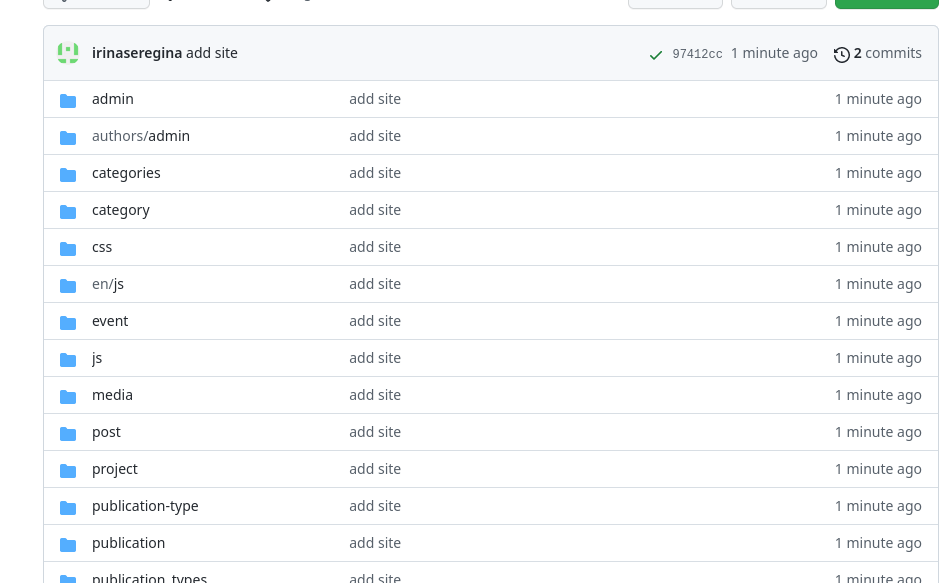 irinaseregina add site 97412cc 1 minute ago 2 commits
admin add site 1 minute ago
authors/admin add site 1 minute ago
categories add site 1 minute ago
category add site 1 minute ago
css add site 1 minute ago
en/js add site 1 minute ago
event add site 1 minute ago
js add site 1 minute ago
media add site 1 minute ago
post add site 1 minute ago
project add site 1 minute ago
publication-type add site 1 minute ago
publication add site 1 minute ago
publication_types add site 1 minute ago